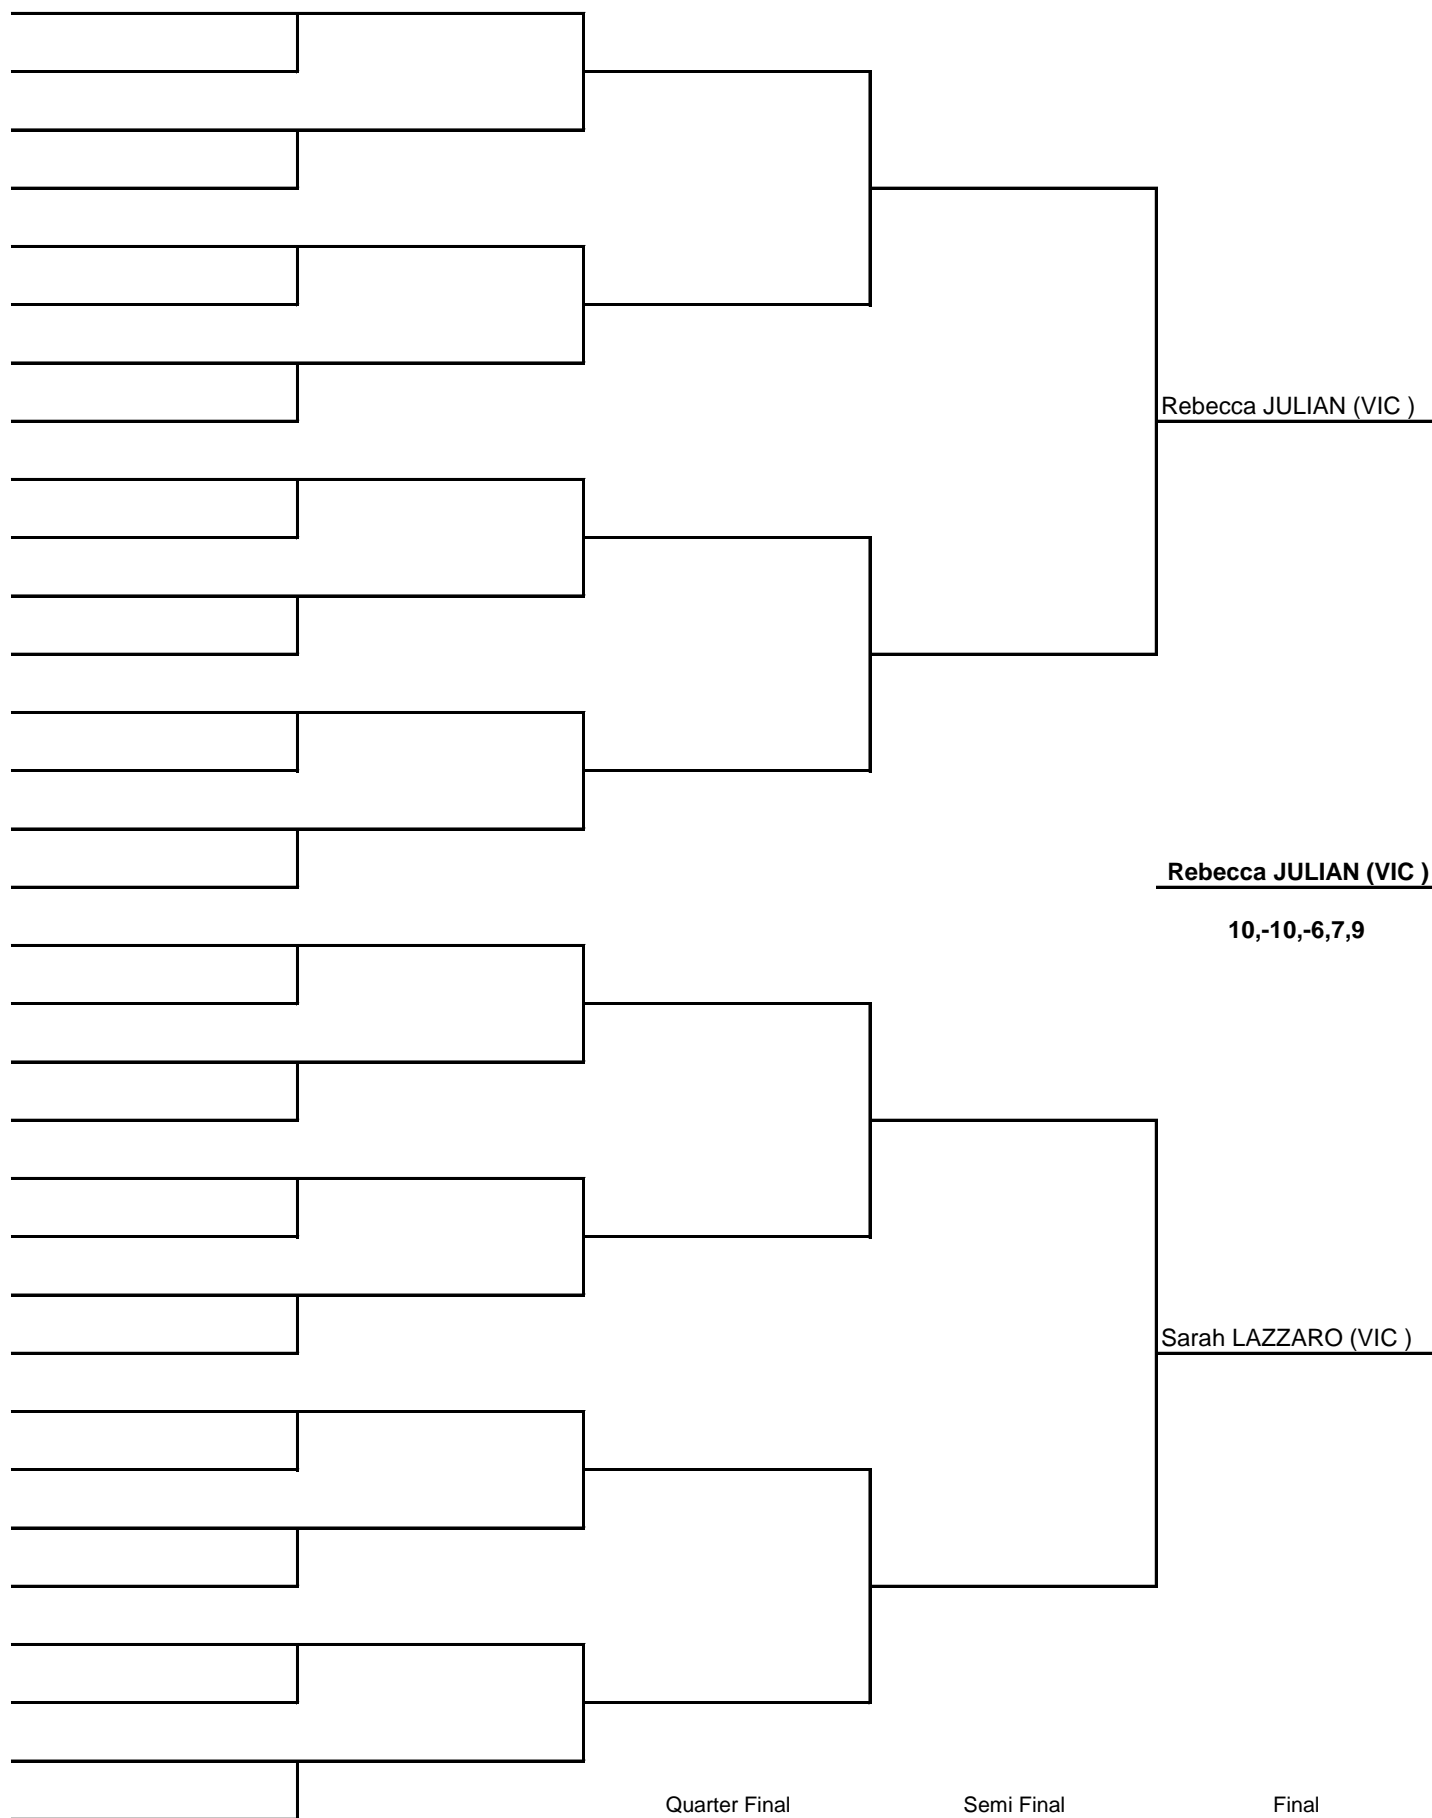 Rebecca JULIAN (VIC )
Rebecca JULIAN (VIC )
10,-10,-6,7,9
Sarah LAZZARO (VIC )
Quarter Final
Semi Final
Final